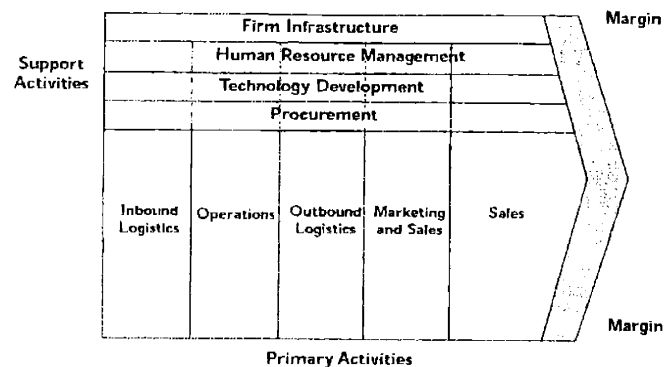 Firm Infrastructure
Margin
Human Resource Management
Support
Activities
Technology Development
Procurement
Inbound
Logistics
Operations
Outbound
Logistics
Marketing
and Sales
Sales
Margin
Primary Activities